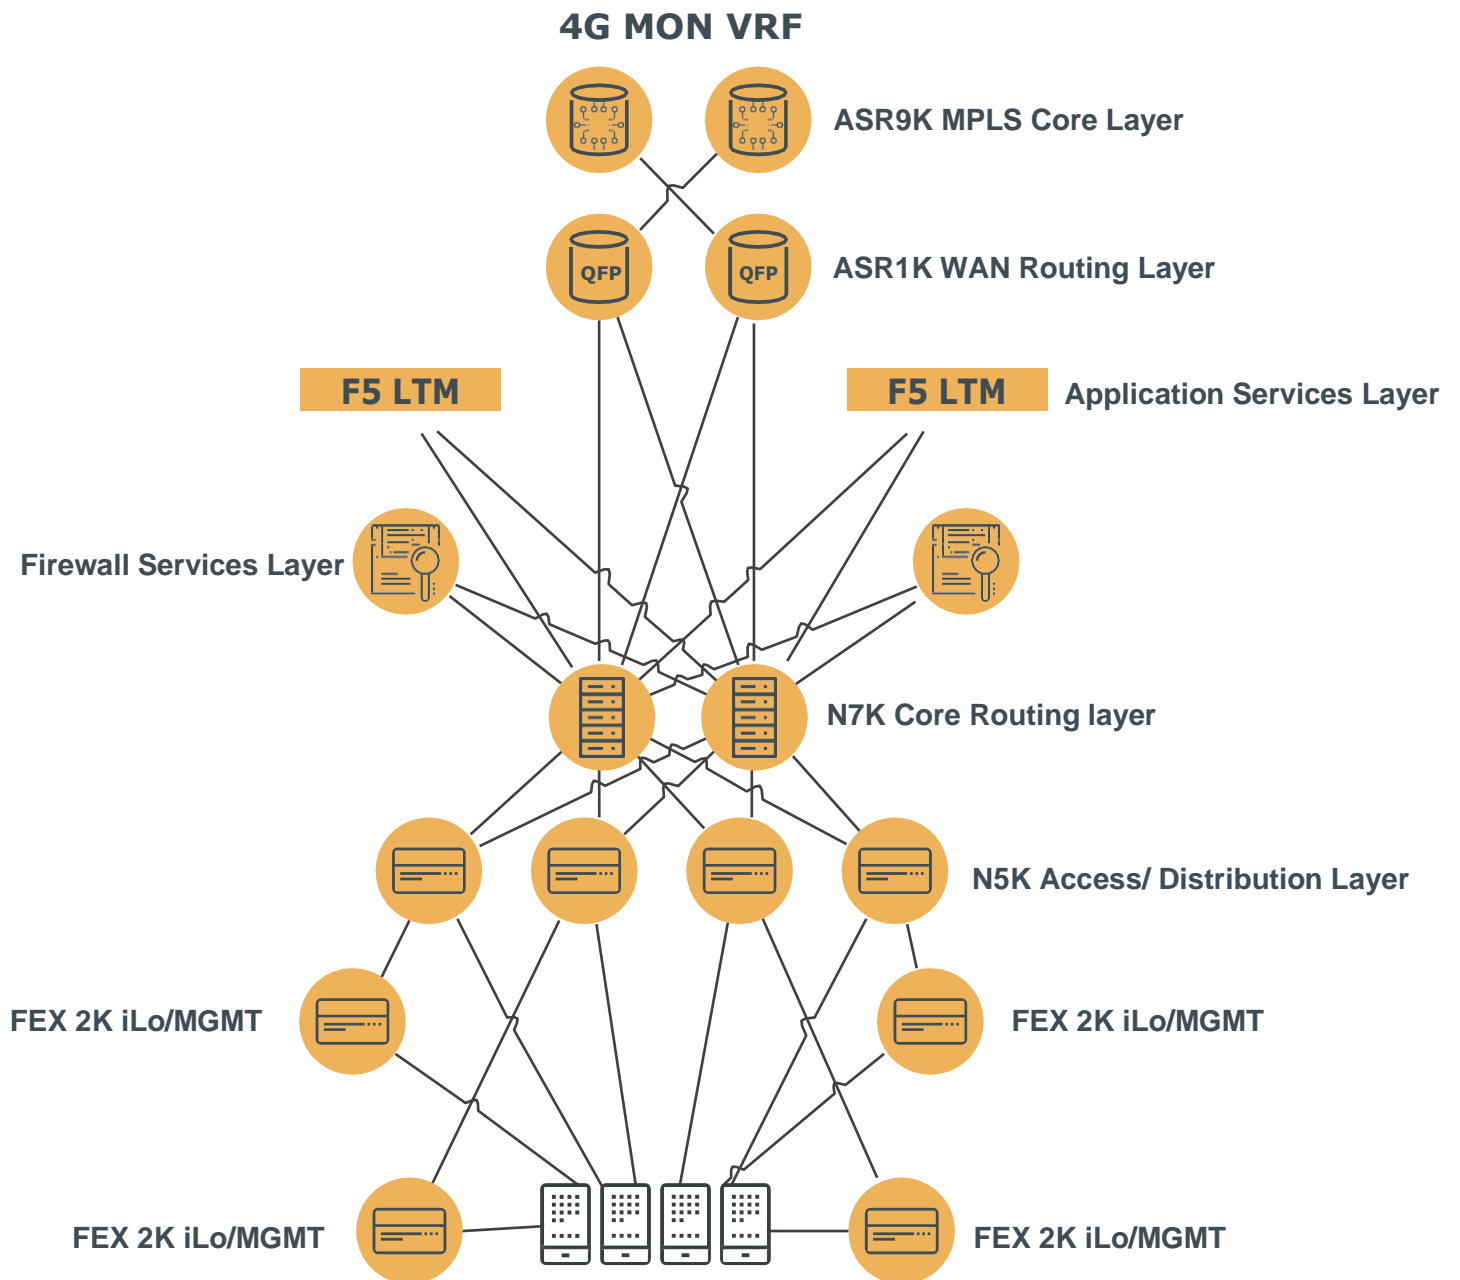 4G MON VRF
ASR9K MPLS Core Layer
QFP
QFP
ASR1K WAN Routing Layer
F5 LTM
F5 LTM
Application Services Layer
Firewall Services Layer
N7K Core Routing layer
N5K Access/ Distribution Layer
FEX 2K iLo/MGMT
FEX 2K iLo/MGMT
FEX 2K iLo/MGMT
FEX 2K iLo/MGMT